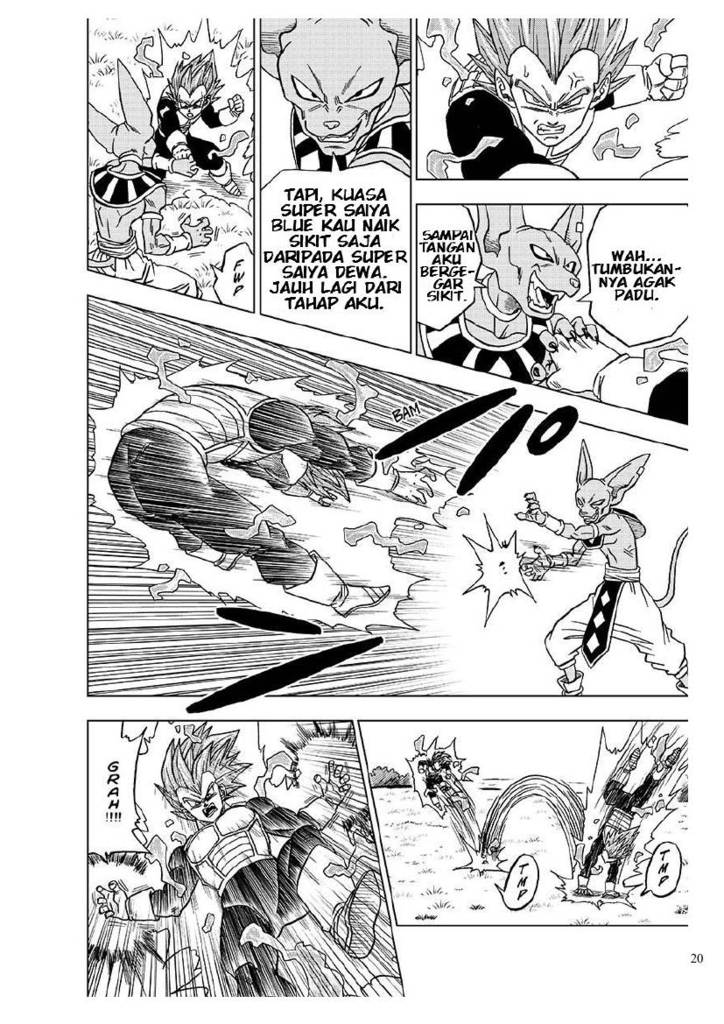 WAH...
TUMBUKAN-
NYA AGAK
PADU.
SAMPAI
TANGAN
AKU
BERGE-
GAR
SIKIT.
TAPI, KUASA
SUPER SAIYA
BLUE KAU NAIK
SIKIT SAJA
DARIPADA SUPER
SAIYA DEWA.
JAUH LAGI DARI
TAHAP AKU.
FWP
BAM
TMP
TMP
GRAH!!!!
20